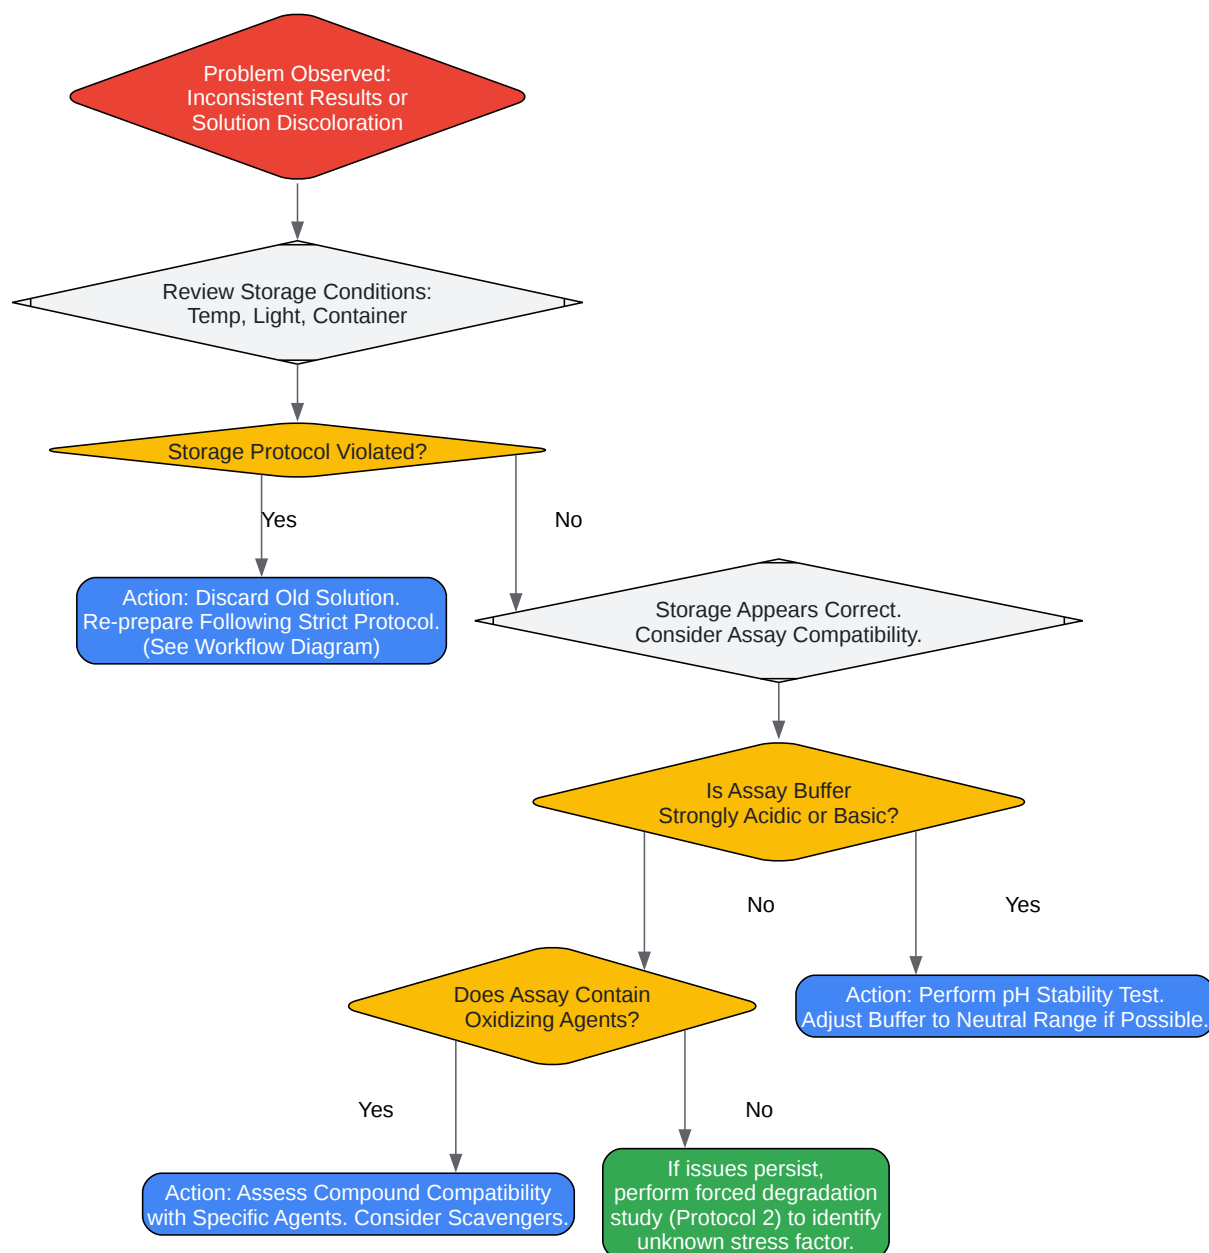 Problem Observed:
Inconsistent Results or
Solution Discoloration
Review Storage Conditions:
Temp, Light, Container
Storage Protocol Violated?
Yes
No
Action: Discard Old Solution.
Re-prepare Following Strict Protocol.
(See Workflow Diagram)
Storage Appears Correct.
Consider Assay Compatibility.
Is Assay Buffer
Strongly Acidic or Basic?
No
Yes
Does Assay Contain
Oxidizing Agents?
Action: Perform pH Stability Test.
Adjust Buffer to Neutral Range if Possible.
Yes
No
Action: Assess Compound Compatibility
with Specific Agents. Consider Scavengers.
If issues persist,
perform forced degradation
study (Protocol 2) to identify
unknown stress factor.